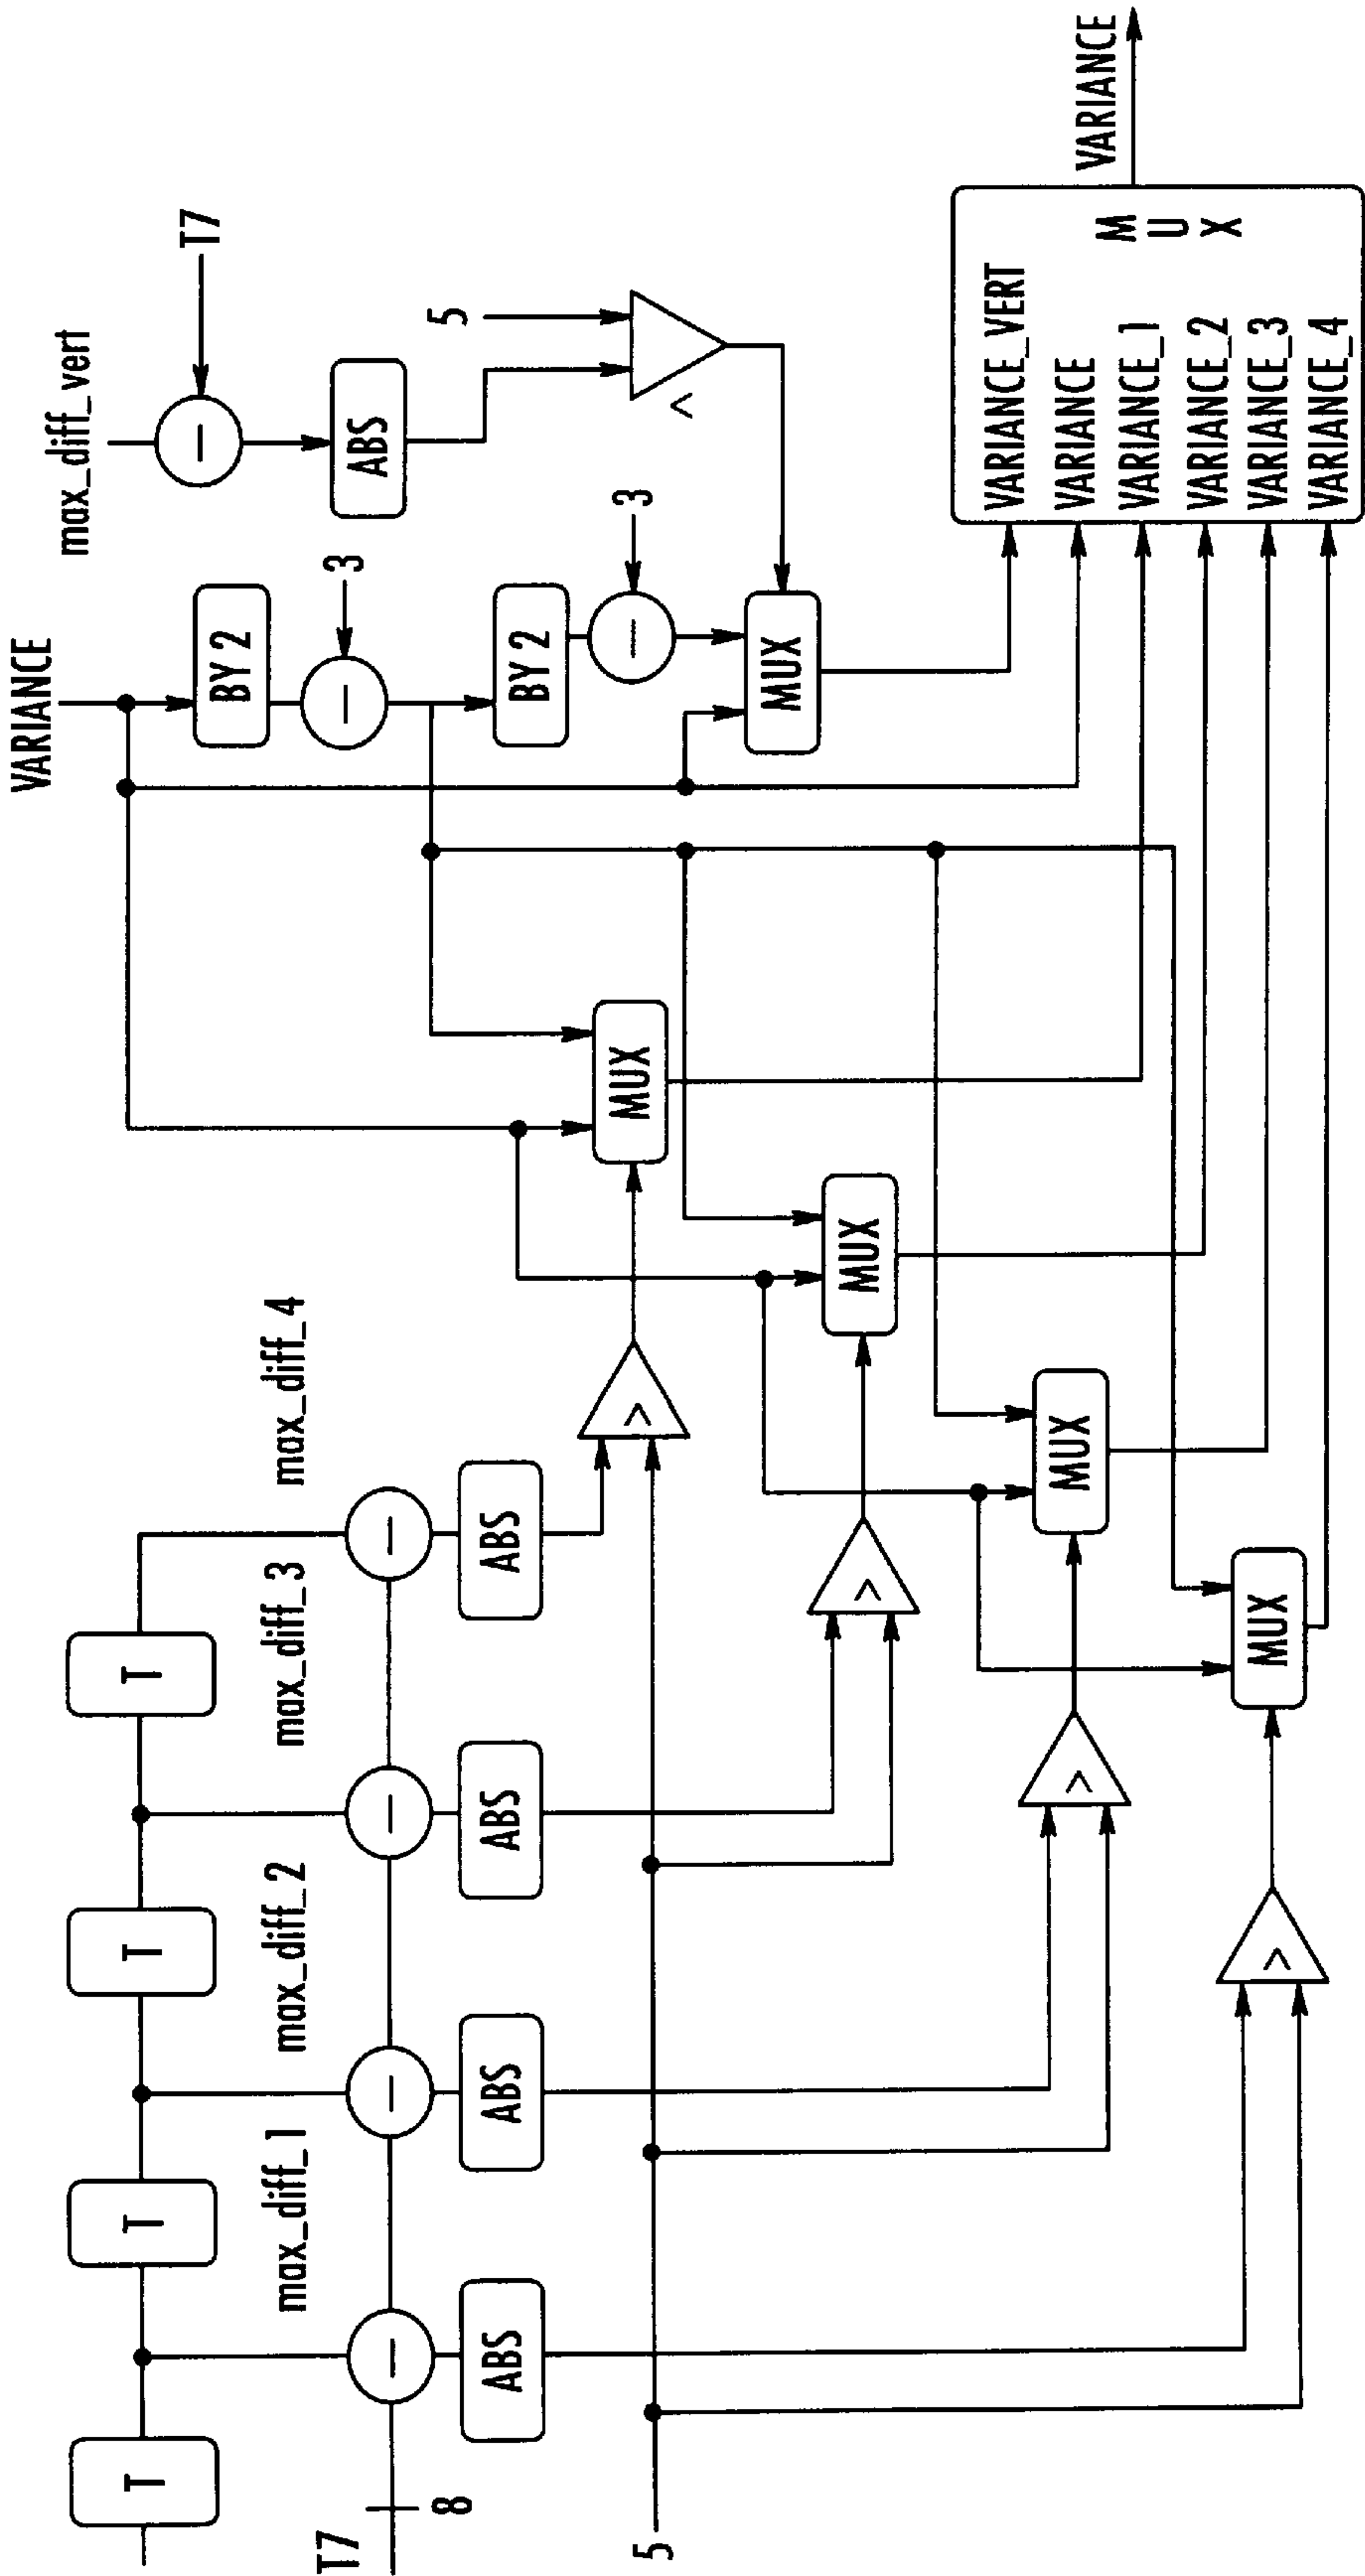 T
T
T
T
T7
8
max_diff_1
max_diff_2
max_diff_3
max_diff_4
—
—
—
—
ABS
ABS
ABS
ABS
5
^
^
^
^
MUX
MUX
MUX
MUX
VARIANCE
BY 2
—
3
BY 2
—
3
MUX
max_diff_vert
T7
—
ABS
5
^
VARIANCE_VERT
VARIANCE
VARIANCE_1
VARIANCE_2
VARIANCE_3
VARIANCE_4
MUX
VARIANCE